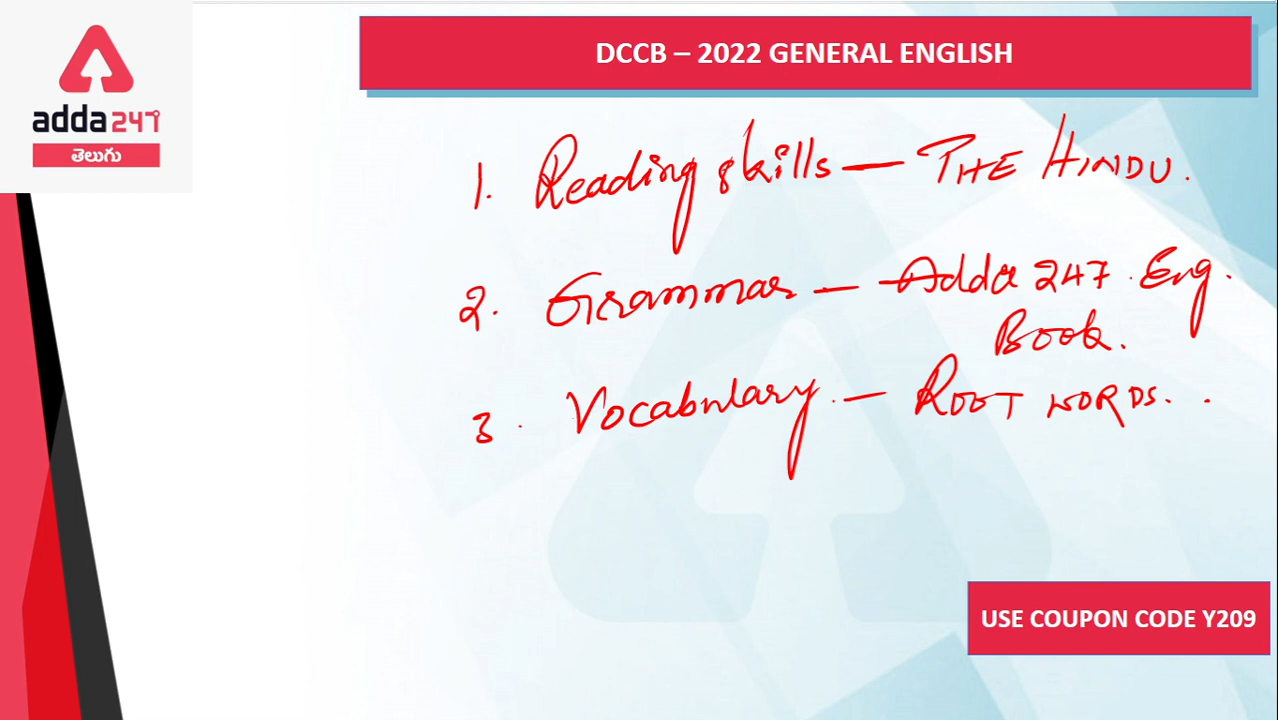 adda247
తెలుగు
DCCB – 2022 GENERAL ENGLISH
1. Reading skills — THE HINDU.
2. Grammar — Adda 247 Eng.
Book.
3. Vocabulary — ROOT WORDS.
USE COUPON CODE Y209